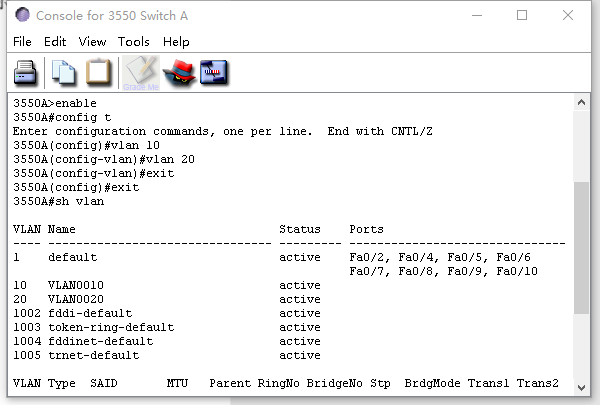 Console for 3550 Switch A
File Edit View Tools Help
Grade Me
3550A>enable
3550A#config t
Enter configuration commands, one per line.  End with CNTL/Z
3550A(config)#vlan 10
3550A(config-vlan)#vlan 20
3550A(config-vlan)#exit
3550A(config)#exit
3550A#sh vlan
VLAN Name                             Status    Ports
---- -------------------------------- --------- -------------------------------
1    default                          active    Fa0/2, Fa0/4, Fa0/5, Fa0/6
                                                Fa0/7, Fa0/8, Fa0/9, Fa0/10
10   VLAN0010                         active
20   VLAN0020                         active
1002 fddi-default                     active
1003 token-ring-default               active
1004 fddinet-default                  active
1005 trnet-default                    active
VLAN Type  SAID       MTU   Parent RingNo BridgeNo Stp  BrdgMode Trans1 Trans2